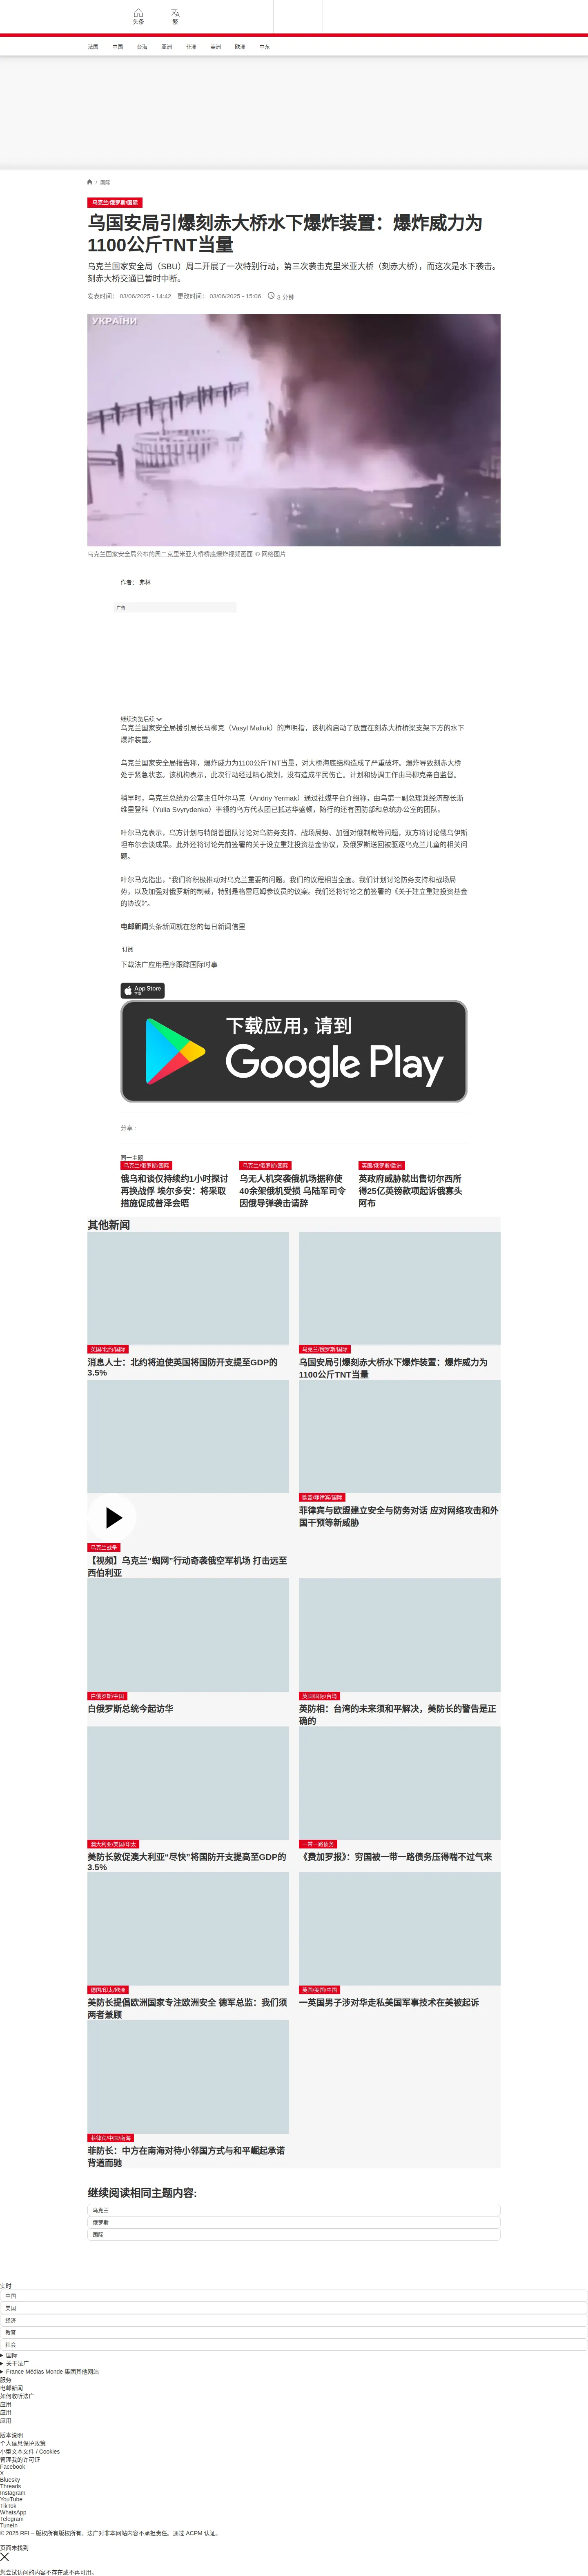 头条
繁
法国
中国
台海
亚洲
非洲
美洲
欧洲
中东
/ 国际
乌克兰/俄罗斯/国际
乌国安局引爆刻赤大桥水下爆炸装置：爆炸威力为
1100公斤TNT当量
乌克兰国家安全局（SBU）周二开展了一次特别行动，第三次袭击克里米亚大桥（刻赤大桥），而这次是水下袭击。
刻赤大桥交通已暂时中断。
发表时间： 03/06/2025 - 14:42 更改时间： 03/06/2025 - 15:06 3 分钟
УКРАЇНИ
乌克兰国家安全局公布的周二克里米亚大桥桥底爆炸视频画面 © 网络图片
作者： 弗林
广告
继续浏览后续
乌克兰国家安全局援引局长马柳克（Vasyl Maliuk）的声明指，该机构启动了放置在刻赤大桥桥梁支架下方的水下
爆炸装置。
乌克兰国家安全局报告称，爆炸威力为1100公斤TNT当量，对大桥海底结构造成了严重破坏。爆炸导致刻赤大桥
处于紧急状态。该机构表示，此次行动经过精心策划，没有造成平民伤亡。计划和协调工作由马柳克亲自监督。
稍早时，乌克兰总统办公室主任叶尔马克（Andriy Yermak）通过社媒平台介绍称，由乌第一副总理兼经济部长斯
维里登科（Yulia Svyrydenko）率领的乌方代表团已抵达华盛顿，随行的还有国防部和总统办公室的团队。
叶尔马克表示，乌方计划与特朗普团队讨论对乌防务支持、战场局势、加强对俄制裁等问题，双方将讨论俄乌伊斯
坦布尔会谈成果。此外还将讨论先前签署的关于设立重建投资基金协议，及俄罗斯送回被驱逐乌克兰儿童的相关问
题。
叶尔马克指出，“我们将积极推动对乌克兰重要的问题。我们的议程相当全面。我们计划讨论防务支持和战场局
势，以及加强对俄罗斯的制裁，特别是格雷厄姆参议员的议案。我们还将讨论之前签署的《关于建立重建投资基金
的协议》”。
电邮新闻头条新闻就在您的每日新闻信里
订阅
下载法广应用程序跟踪国际时事
App Store
下载
下载应用，请到
Google Play
分享 :
同一主题
乌克兰/俄罗斯/国际
俄乌和谈仅持续约1小时探讨
再换战俘 埃尔多安：将采取
措施促成普泽会晤
乌克兰/俄罗斯/国际
乌无人机突袭俄机场据称使
40余架俄机受损 乌陆军司令
因俄导弹袭击请辞
英国/俄罗斯/欧洲
英政府威胁就出售切尔西所
得25亿英镑款项起诉俄寡头
阿布
其他新闻
英国/北约/国际
消息人士：北约将迫使英国将国防开支提至GDP的
3.5%
乌克兰/俄罗斯/国际
乌国安局引爆刻赤大桥水下爆炸装置：爆炸威力为
1100公斤TNT当量
乌克兰战争
【视频】乌克兰“蜘网”行动奇袭俄空军机场 打击远至
西伯利亚
欧盟/菲律宾/国际
菲律宾与欧盟建立安全与防务对话 应对网络攻击和外
国干预等新威胁
白俄罗斯/中国
白俄罗斯总统今起访华
英国/国际/台湾
英防相：台湾的未来须和平解决，美防长的警告是正
确的
澳大利亚/美国/印太
美防长敦促澳大利亚“尽快”将国防开支提高至GDP的
3.5%
一带一路债务
《费加罗报》：穷国被一带一路债务压得喘不过气来
德国/印太/欧洲
美防长提倡欧洲国家专注欧洲安全 德军总监：我们须
两者兼顾
英国/美国/中国
一英国男子涉对华走私美国军事技术在美被起诉
菲律宾/中国/南海
菲防长：中方在南海对待小邻国方式与和平崛起承诺
背道而驰
继续阅读相同主题内容:
乌克兰
俄罗斯
国际
实时
中国
美国
经济
教育
社会
国际
关于法广
France Médias Monde 集团其他网站
服务
电邮新闻
如何收听法广
应用
应用
应用
版本说明
个人信息保护政策
小型文本文件 / Cookies
管理我的许可证
Facebook
X
Bluesky
Threads
Instagram
YouTube
TikTok
WhatsApp
Telegram
TuneIn
© 2025 RFI – 版权所有版权所有。法广对非本网站内容不承担责任。通过 ACPM 认证。
页面未找到
您尝试访问的内容不存在或不再可用。